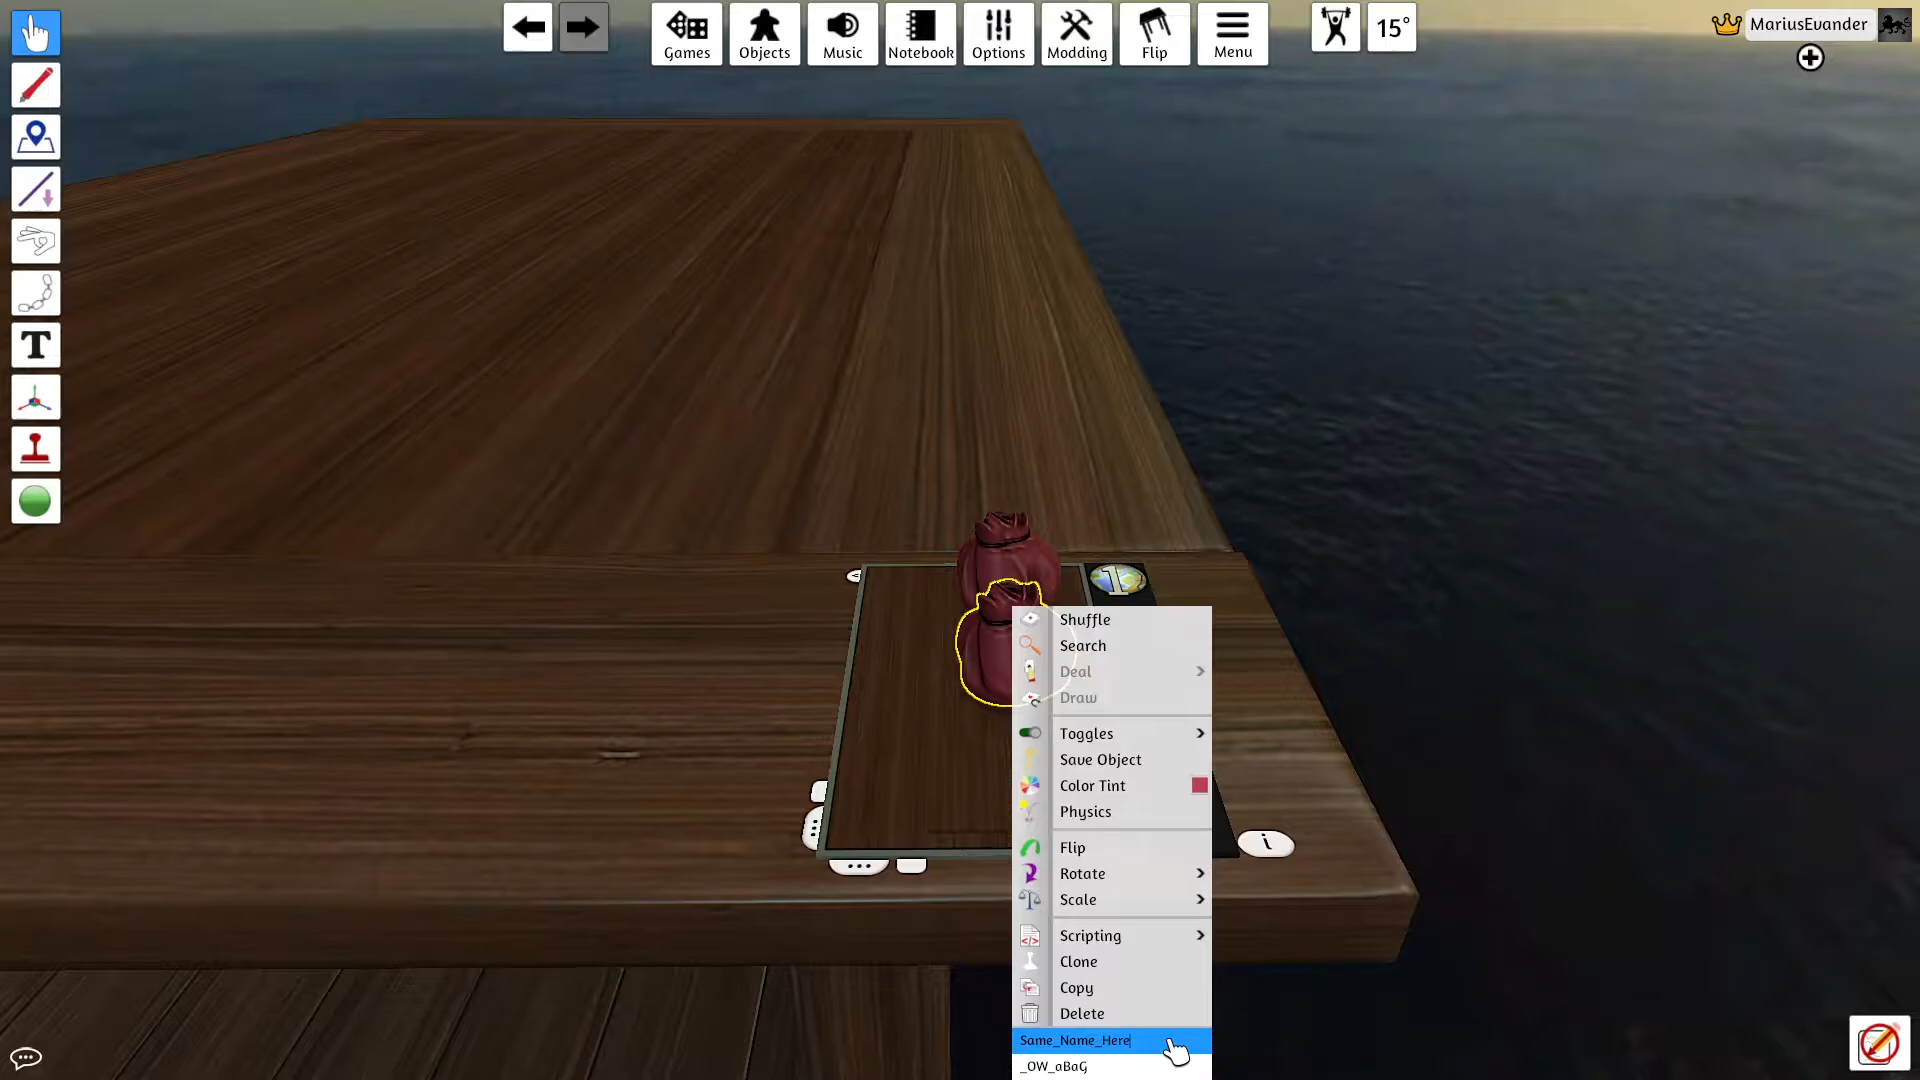 Games
Objects
Music
Notebook
Options
Modding
Flip
Menu
15°
MariusEvander
1
Shuffle
Search
Deal
Draw
Toggles
Save Object
Color Tint
Physics
Flip
Rotate
Scale
Scripting
Clone
Copy
Delete
Same_Name_Here
_OW_aBaG
i
T